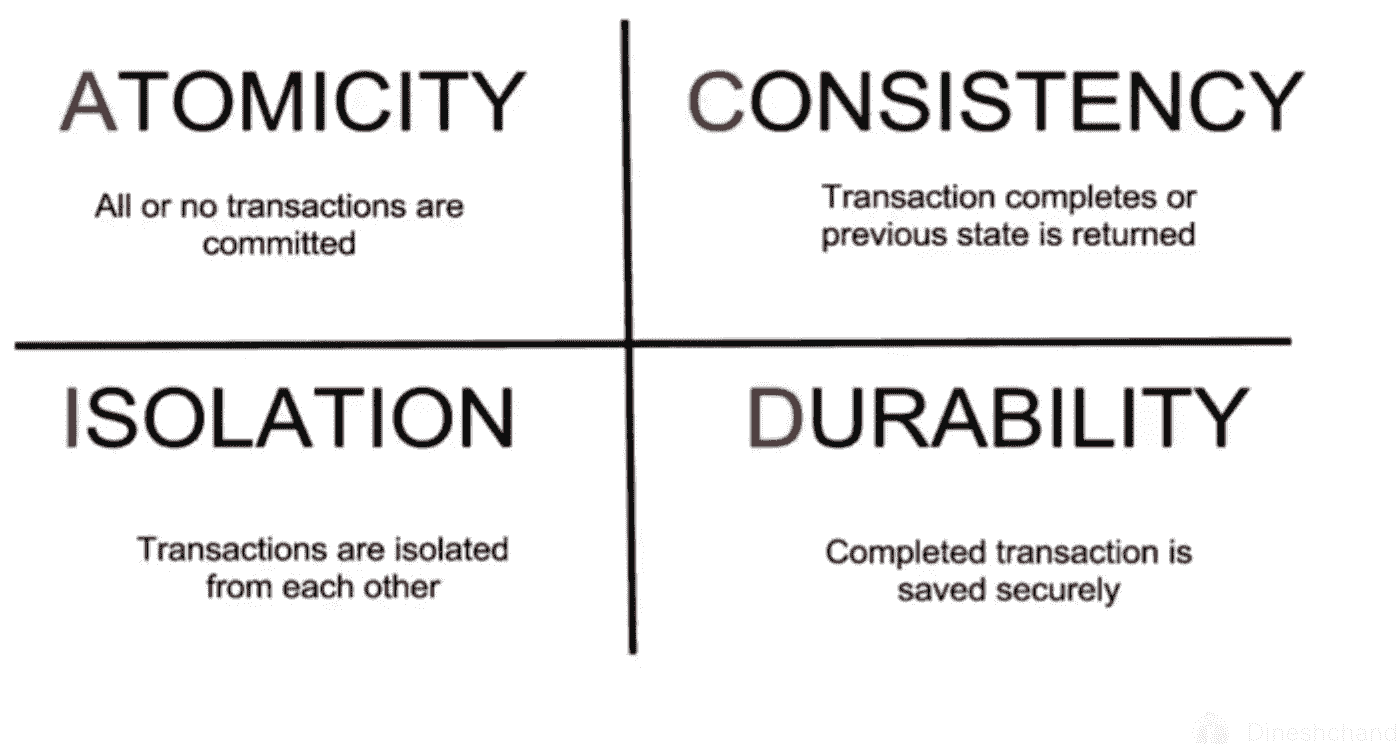 ATOMICITY
All or no transactions are
committed
CONSISTENCY
Transaction completes or
previous state is returned
ISOLATION
Transactions are isolated
from each other
DURABILITY
Completed transaction is
saved securely
Dineshchand